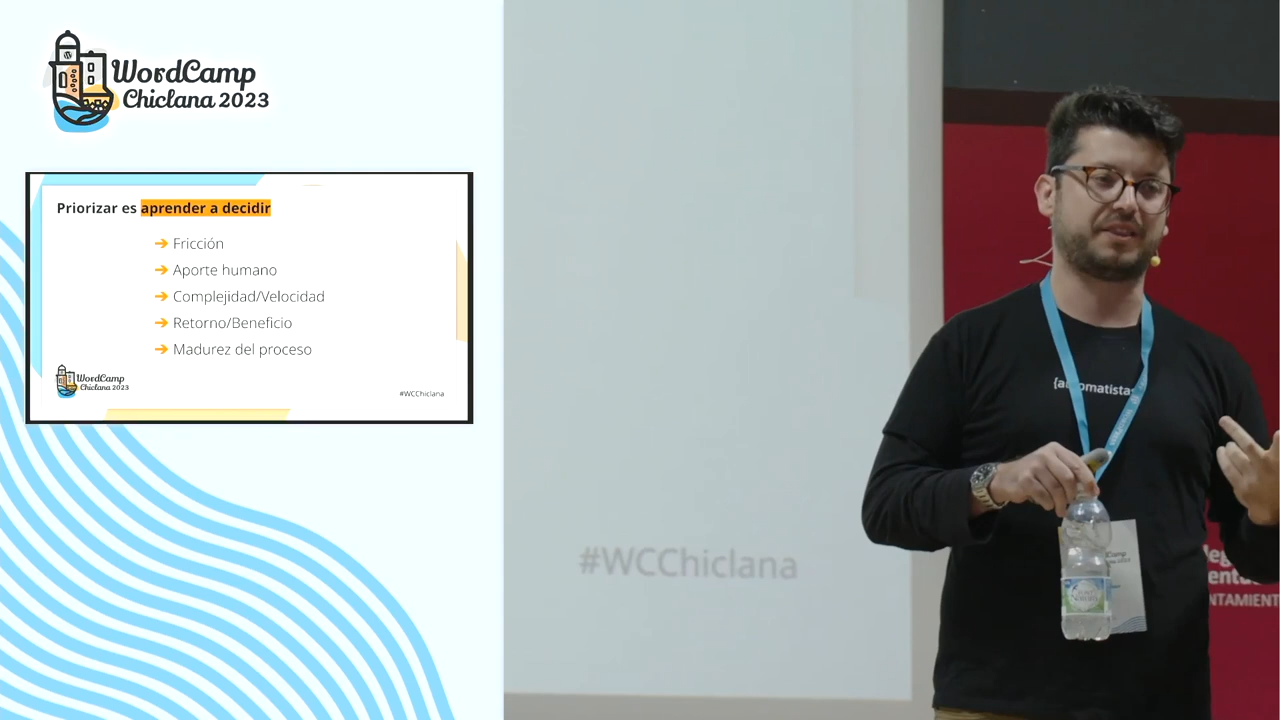 WordCamp
Chiclana 2023
Priorizar es aprender a decidir
➔ Fricción
➔ Aporte humano
➔ Complejidad/Velocidad
➔ Retorno/Beneficio
➔ Madurez del proceso
WordCamp
Chiclana 2023
#WCChiclana
#WCChiclana